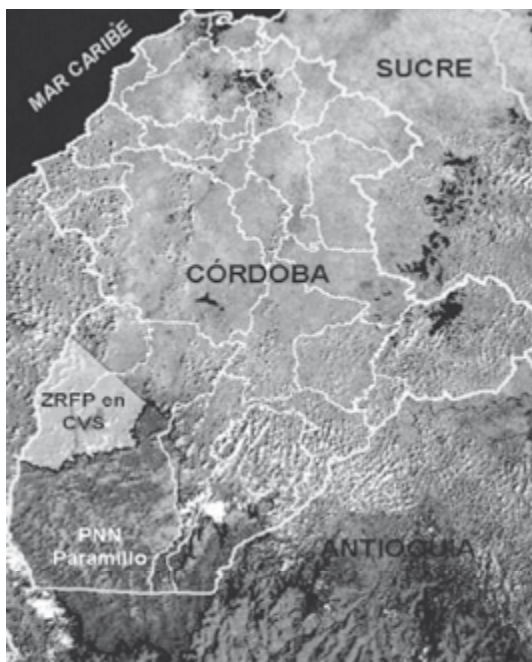 MAR CARIBE
SUCRE
CÓRDOBA
ZRFP en
CVS
PNN
Paramillo
ANTIOQUIA